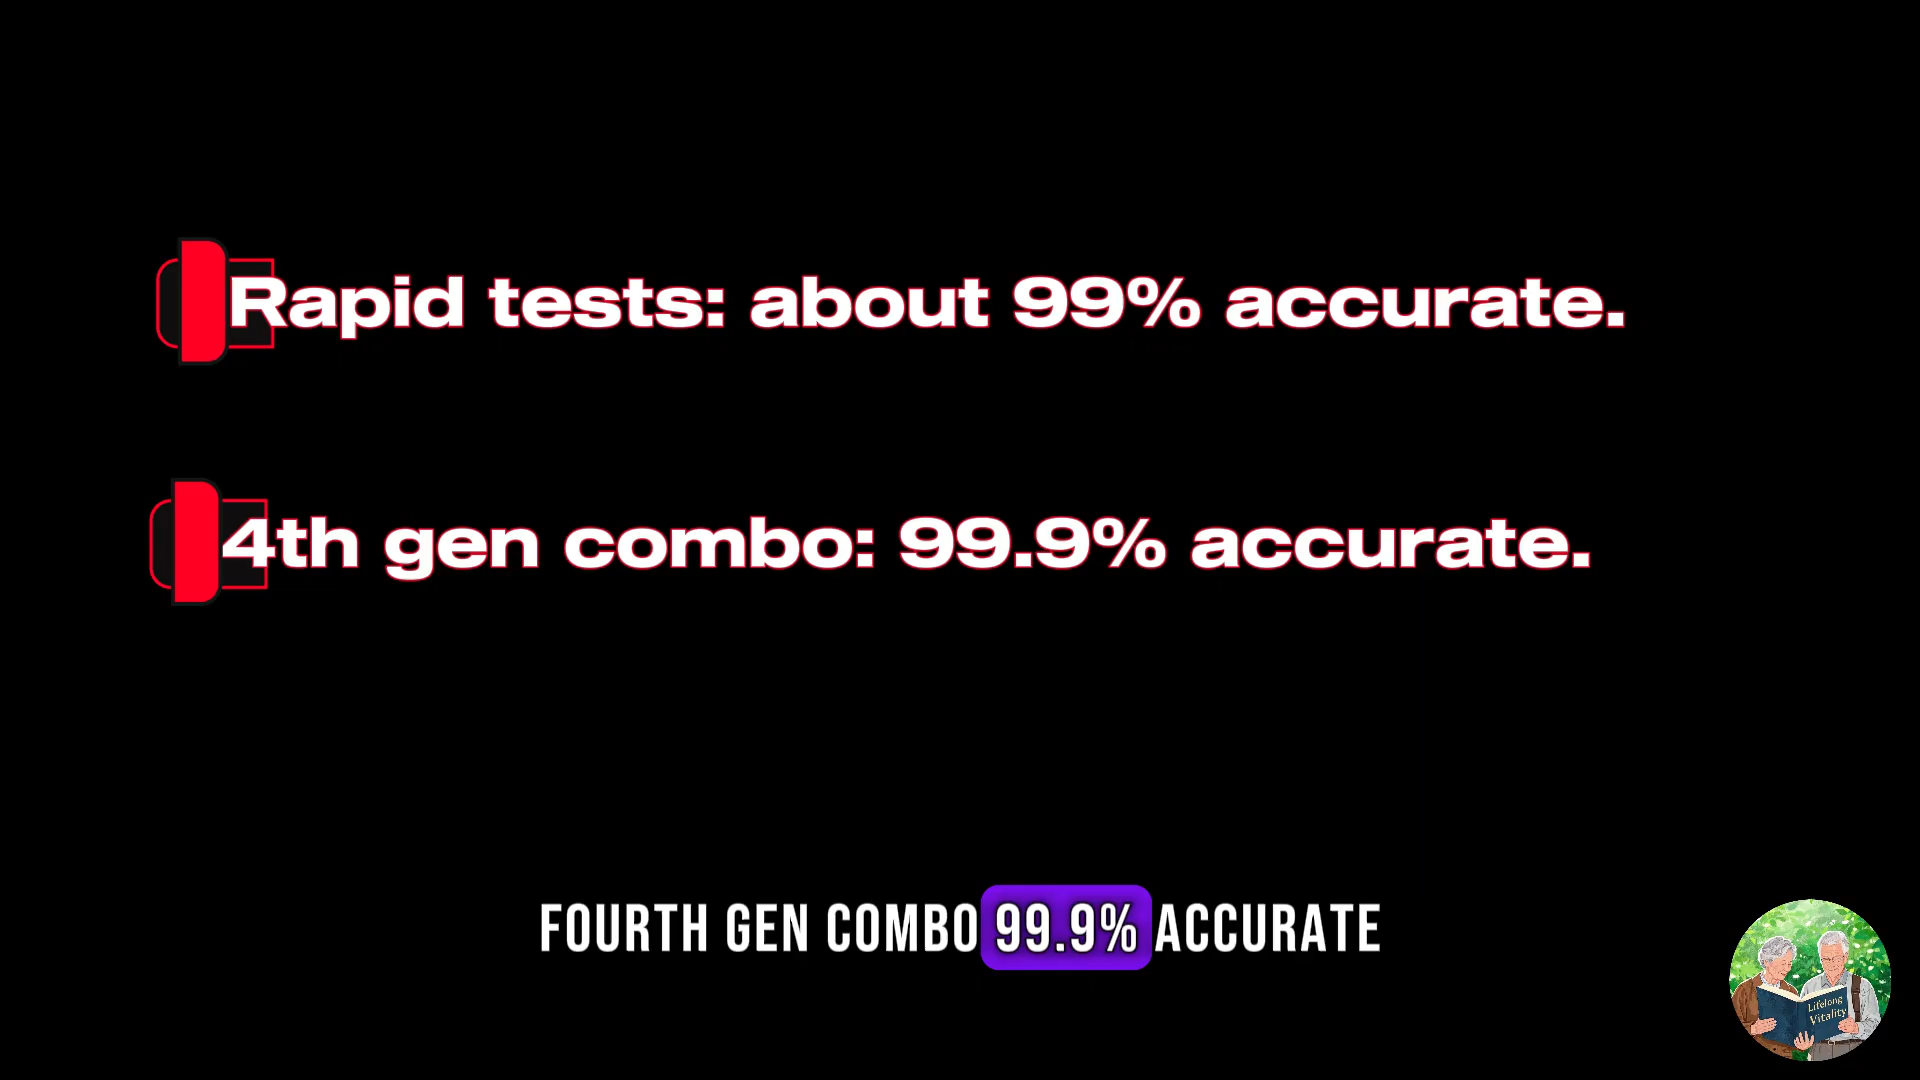 Rapid tests: about 99% accurate.
4th gen combo: 99.9% accurate.
FOURTH GEN COMBO 99.9% ACCURATE
Lifelong
Vitality